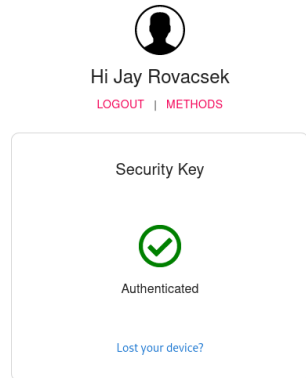 Hi Jay Rovacsek
LOGOUT | METHODS
Security Key
Authenticated
Lost your device?